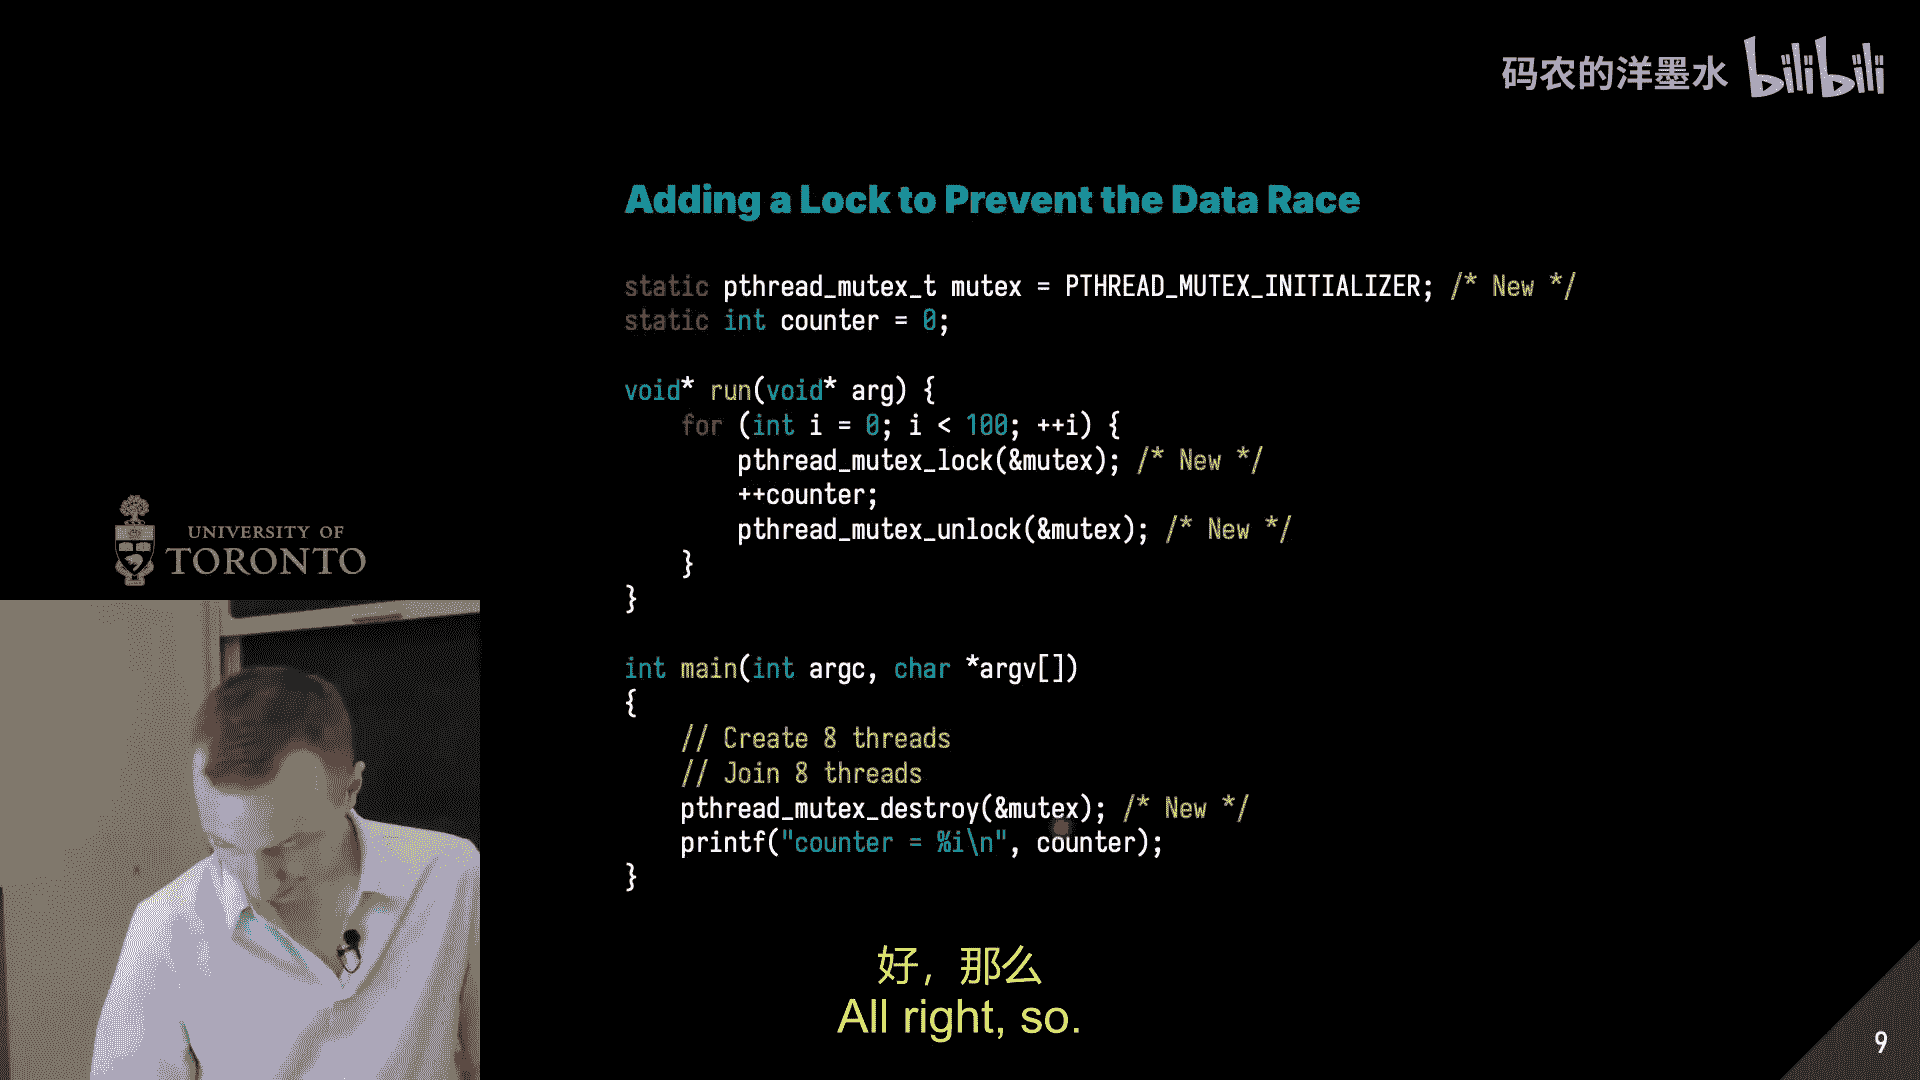 码农的洋墨水 bilibili
Adding a Lock to Prevent the Data Race
static pthread_mutex_t mutex = PTHREAD_MUTEX_INITIALIZER; /* New */
static int counter = 0;
void* run(void* arg) {
    for (int i = 0; i < 100; ++i) {
        pthread_mutex_lock(&mutex); /* New */
        ++counter;
        pthread_mutex_unlock(&mutex); /* New */
    }
}
int main(int argc, char *argv[])
{
    // Create 8 threads
    // Join 8 threads
    pthread_mutex_destroy(&mutex); /* New */
    printf("counter = %i\n", counter);
}
UNIVERSITY OF
TORONTO
好，那么
All right, so.
9